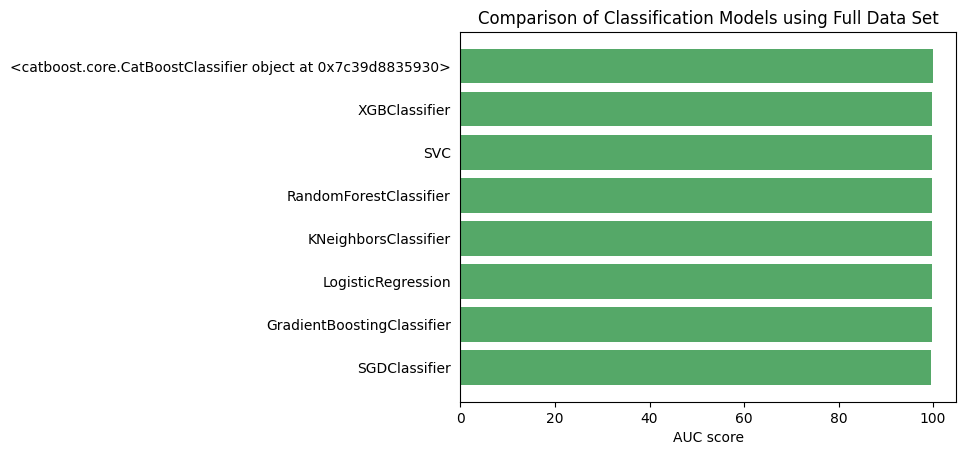 Comparison of Classification Models using Full Data Set
<catboost.core.CatBoostClassifier object at 0x7c39d8835930>
XGBClassifier
SVC
RandomForestClassifier
KNeighborsClassifier
LogisticRegression
GradientBoostingClassifier
SGDClassifier
0 20 40 60 80 100
AUC score